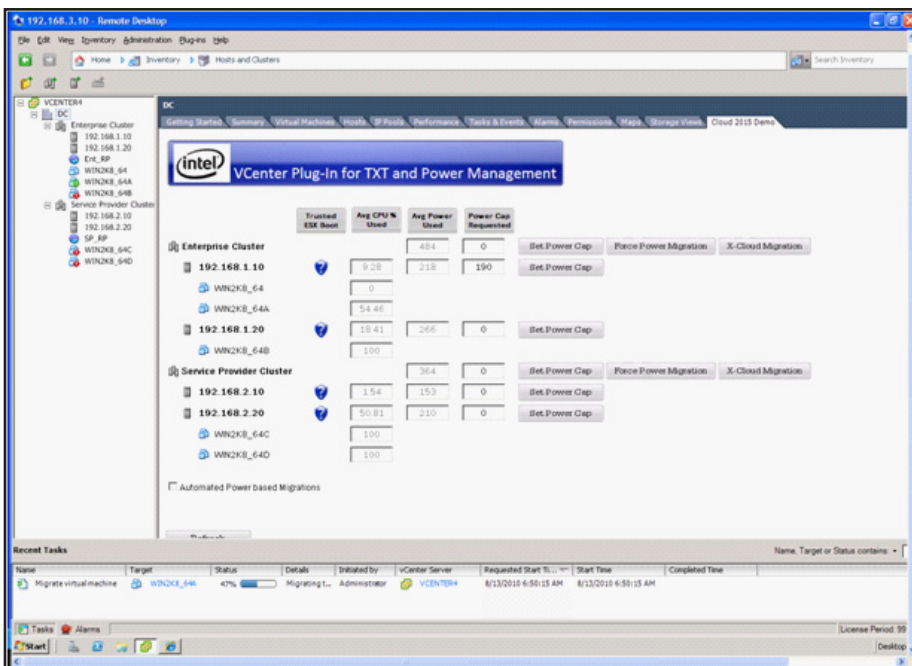 192.168.3.10 - Remote Desktop
File Edit View Inventory Administration Plug-ins Help
Home Inventory Hosts and Clusters
Search Inventory
VCENTER4
DC
Enterprise Cluster
192.168.1.10
192.168.1.20
Ent_RP
WIN2K8_64
WIN2K8_64A
WIN2K8_64B
Service Provider Cluster
192.168.2.10
192.168.2.20
SP_RP
WIN2K8_64C
WIN2K8_64D
DC
Getting Started Summary Virtual Machines Hosts IP Pools Performance Tasks & Events Alarms Permissions Maps Storage Views Cloud 2015 Demo
intel VCenter Plug-In for TXT and Power Management
Trusted ESX Boot Avg CPU % Used Avg Power Used Power Cap Requested
Enterprise Cluster 484 0 Set Power Cap Force Power Migration X-Cloud Migration
192.168.1.10 ? 9.28 218 190 Set Power Cap
WIN2K8_64 0
WIN2K8_64A 54.46
192.168.1.20 ? 18.41 266 0 Set Power Cap
WIN2K8_64B 100
Service Provider Cluster 364 0 Set Power Cap Force Power Migration X-Cloud Migration
192.168.2.10 ? 1.54 153 0 Set Power Cap
192.168.2.20 ? 50.81 210 0 Set Power Cap
WIN2K8_64C 100
WIN2K8_64D 100
Automated Power based Migrations
Recent Tasks
Name, Target or Status contains:
Name Target Status Details Initiated by vCenter Server Requested Start Ti... Start Time Completed Time
Migrate virtual machine WIN2K8_64A 47% Migrating t... Administrator VCENTER4 8/13/2010 6:50:15 AM 8/13/2010 6:50:15 AM
Tasks Alarms License Period: 99
Start Desktop